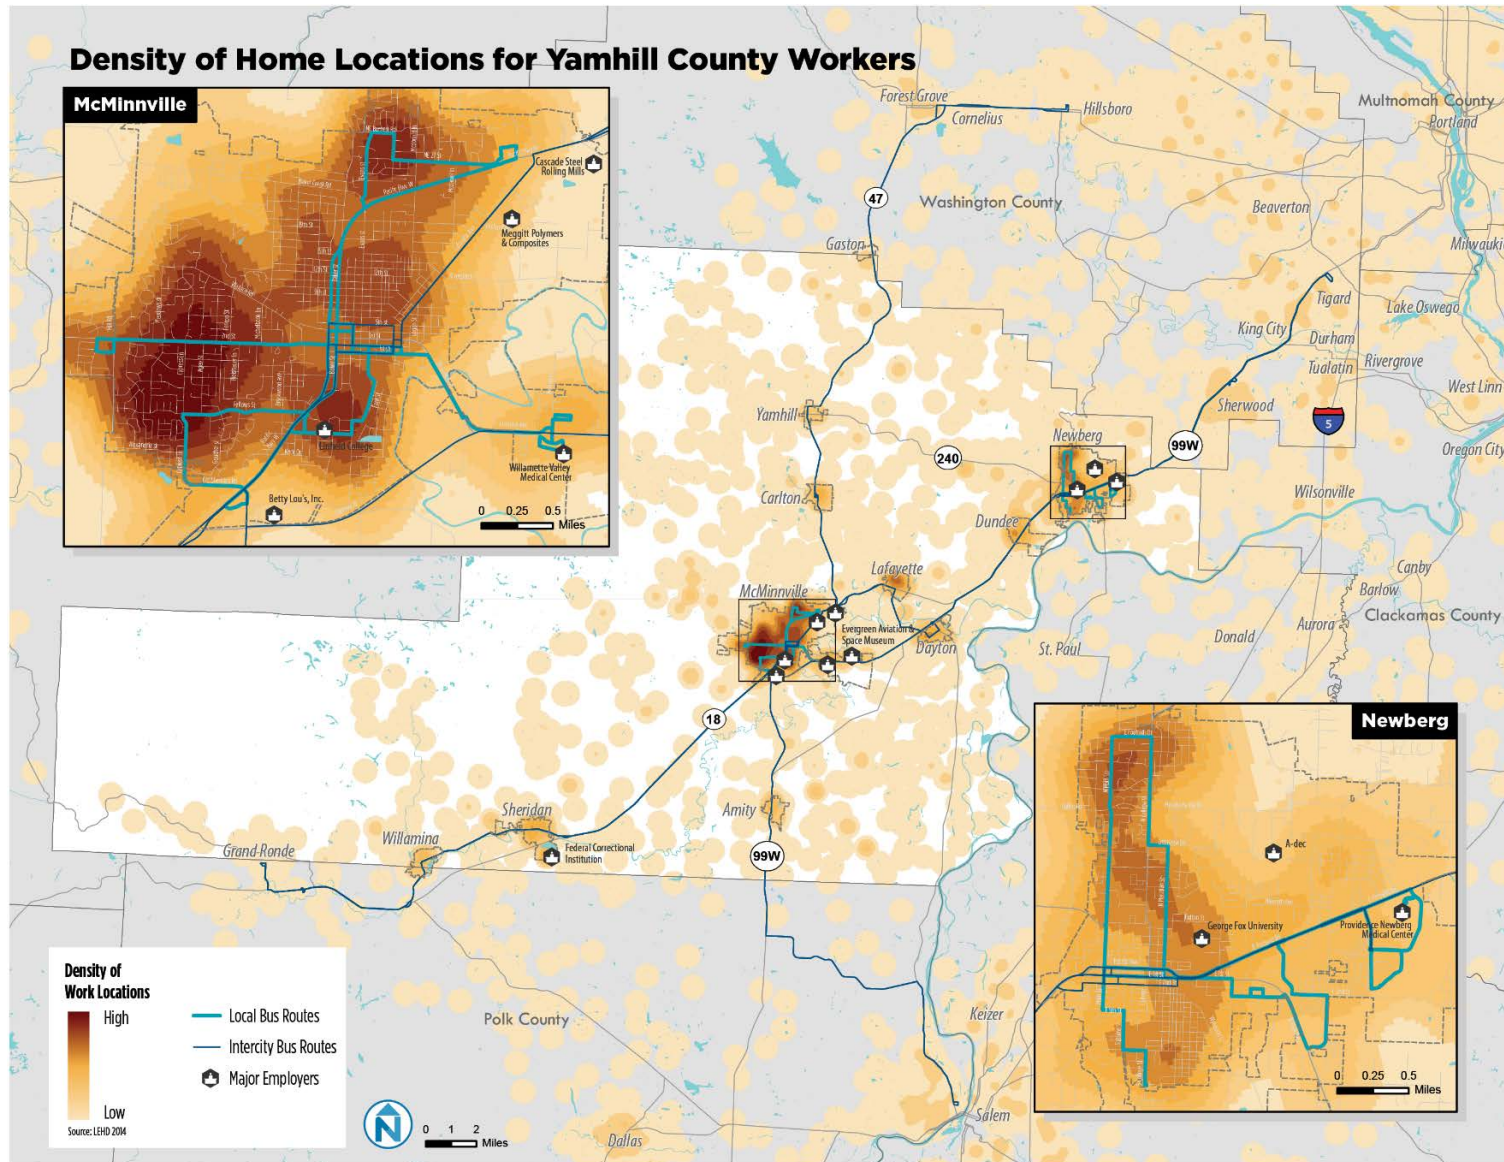 Density of Home Locations for Yamhill County Workers
McMinnville
Cascade Steel
Rolling Mills
Meggitt Polymers
& Composites
Linfield College
Willamette Valley
Medical Center
Betty Lou's, Inc.
0 0.25 0.5
Miles
Forest Grove
Cornelius
Hillsboro
Multnomah County
Portland
47
Washington County
Beaverton
Gaston
Milwaukie
Tigard
Lake Oswego
King City
Durham
Rivergrove
Tualatin
West Linn
Sherwood
5
Yamhill
Newberg
99W
240
Oregon City
Carlton
Wilsonville
Dundee
Lafayette
Canby
McMinnville
Barlow
Clackamas County
Evergreen Aviation &
Space Museum
Aurora
Donald
Dayton
St. Paul
18
Sheridan
Amity
Willamina
Grand Ronde
Federal Correctional
Institution
99W
Newberg
A-dec
George Fox University
Providence Newberg
Medical Center
0 0.25 0.5
Miles
Density of
Work Locations
High
Low
Source: LEHD 2014
Local Bus Routes
Intercity Bus Routes
Major Employers
Polk County
Keizer
Salem
Dallas
N
0 1 2
Miles